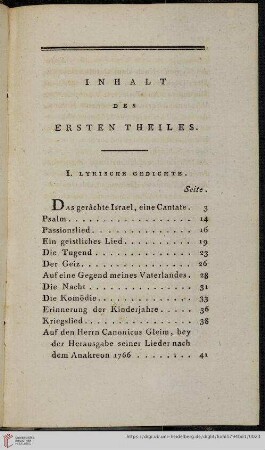 INHALT
DES
ERSTEN THEILES.
I. LYRISCHE GEDICHTE.
Seite.
Das gerächte Israel, eine Cantate. 3
Psalm . . . . . . . . . . . . 14
Passionslied . . . . . . . . . . 16
Ein geistliches Lied . . . . . . . 19
Die Tugend . . . . . . . . . . 23
Der Geiz . . . . . . . . . . . 26
Auf eine Gegend meines Vaterlandes. 28
Die Nacht . . . . . . . . . . 31
Die Komödie . . . . . . . . . 33
Erinnerung der Kinderjahre . . . . 36
Kriegslied . . . . . . . . . . 38
Auf den Herrn Canonicus Gleim, bey
der Herausgabe seiner Lieder nach
dem Anakreon 1766 . . . . . 41